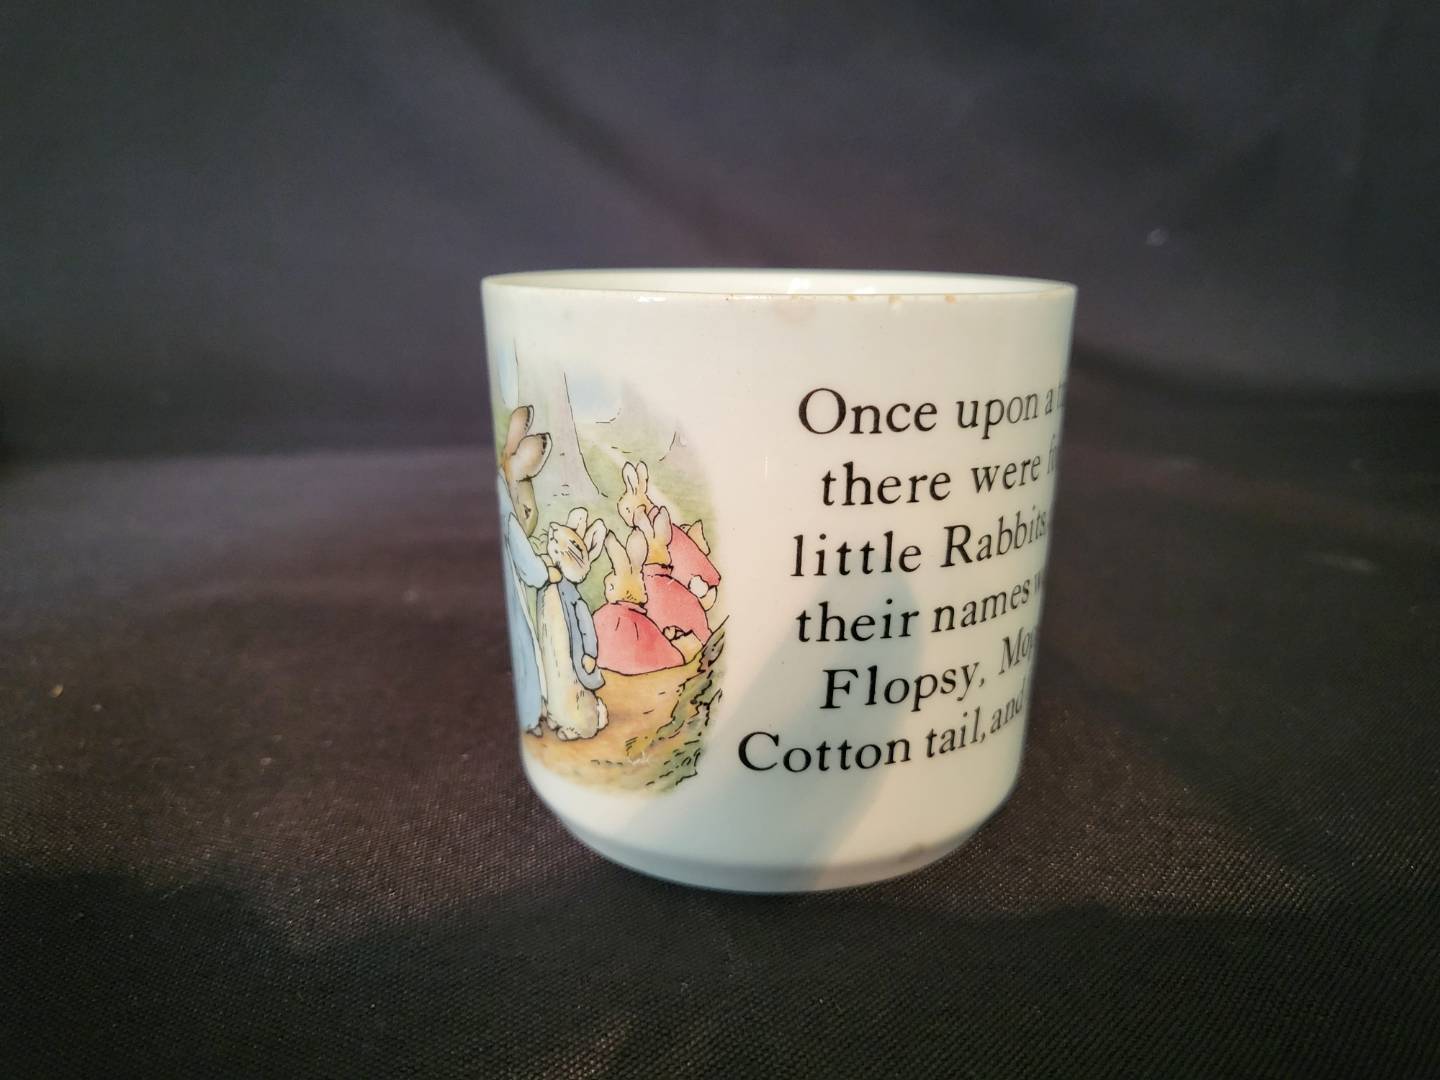 Once upon a
there were
little Rabbits,
their names
Flopsy,
Cotton tail, and